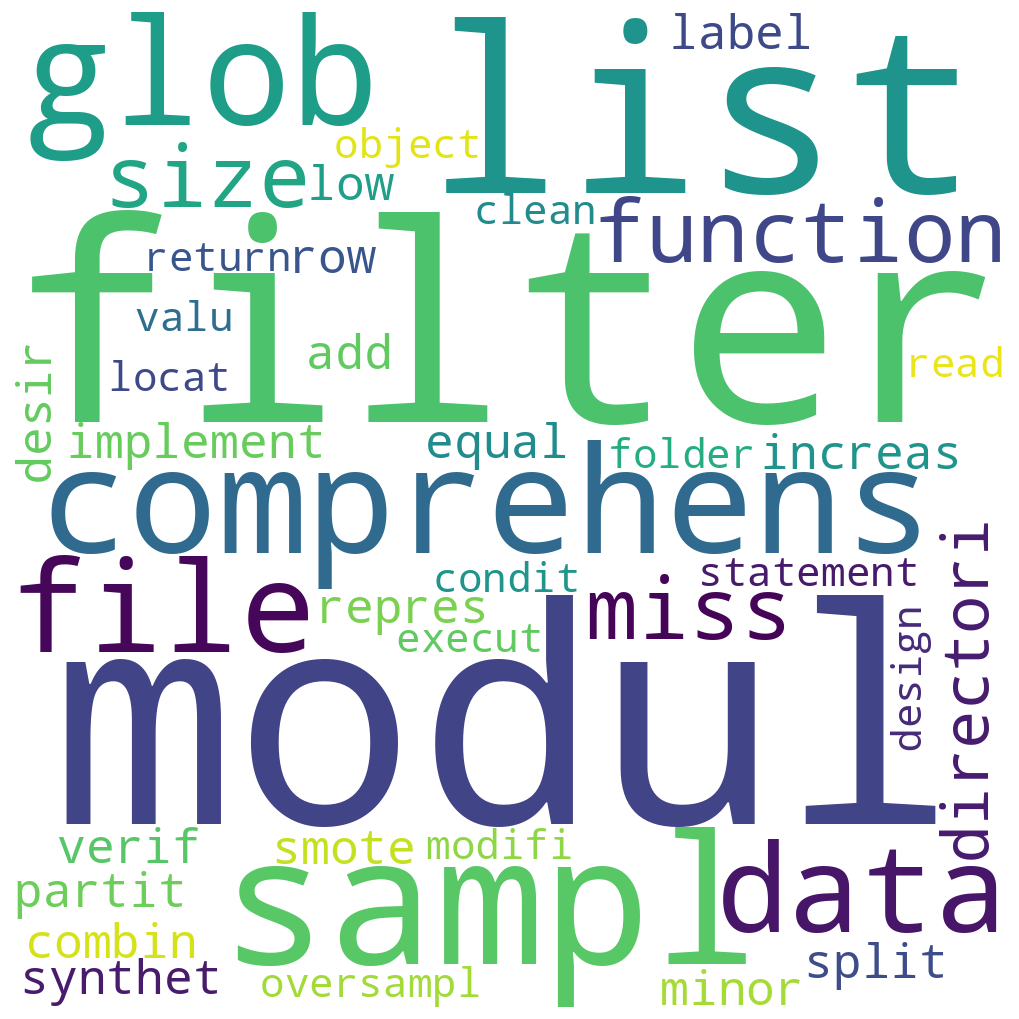 glob
list
label
object
size
low
clean
function
filter
return
row
valu
add
read
desir
locat
implement
equal
folder
increas
comprehens
file
condit
statement
repres
miss
execut
directori
design
modul
verif
smote
modifi
sampl
data
partit
combin
split
synthet
oversampl
minor